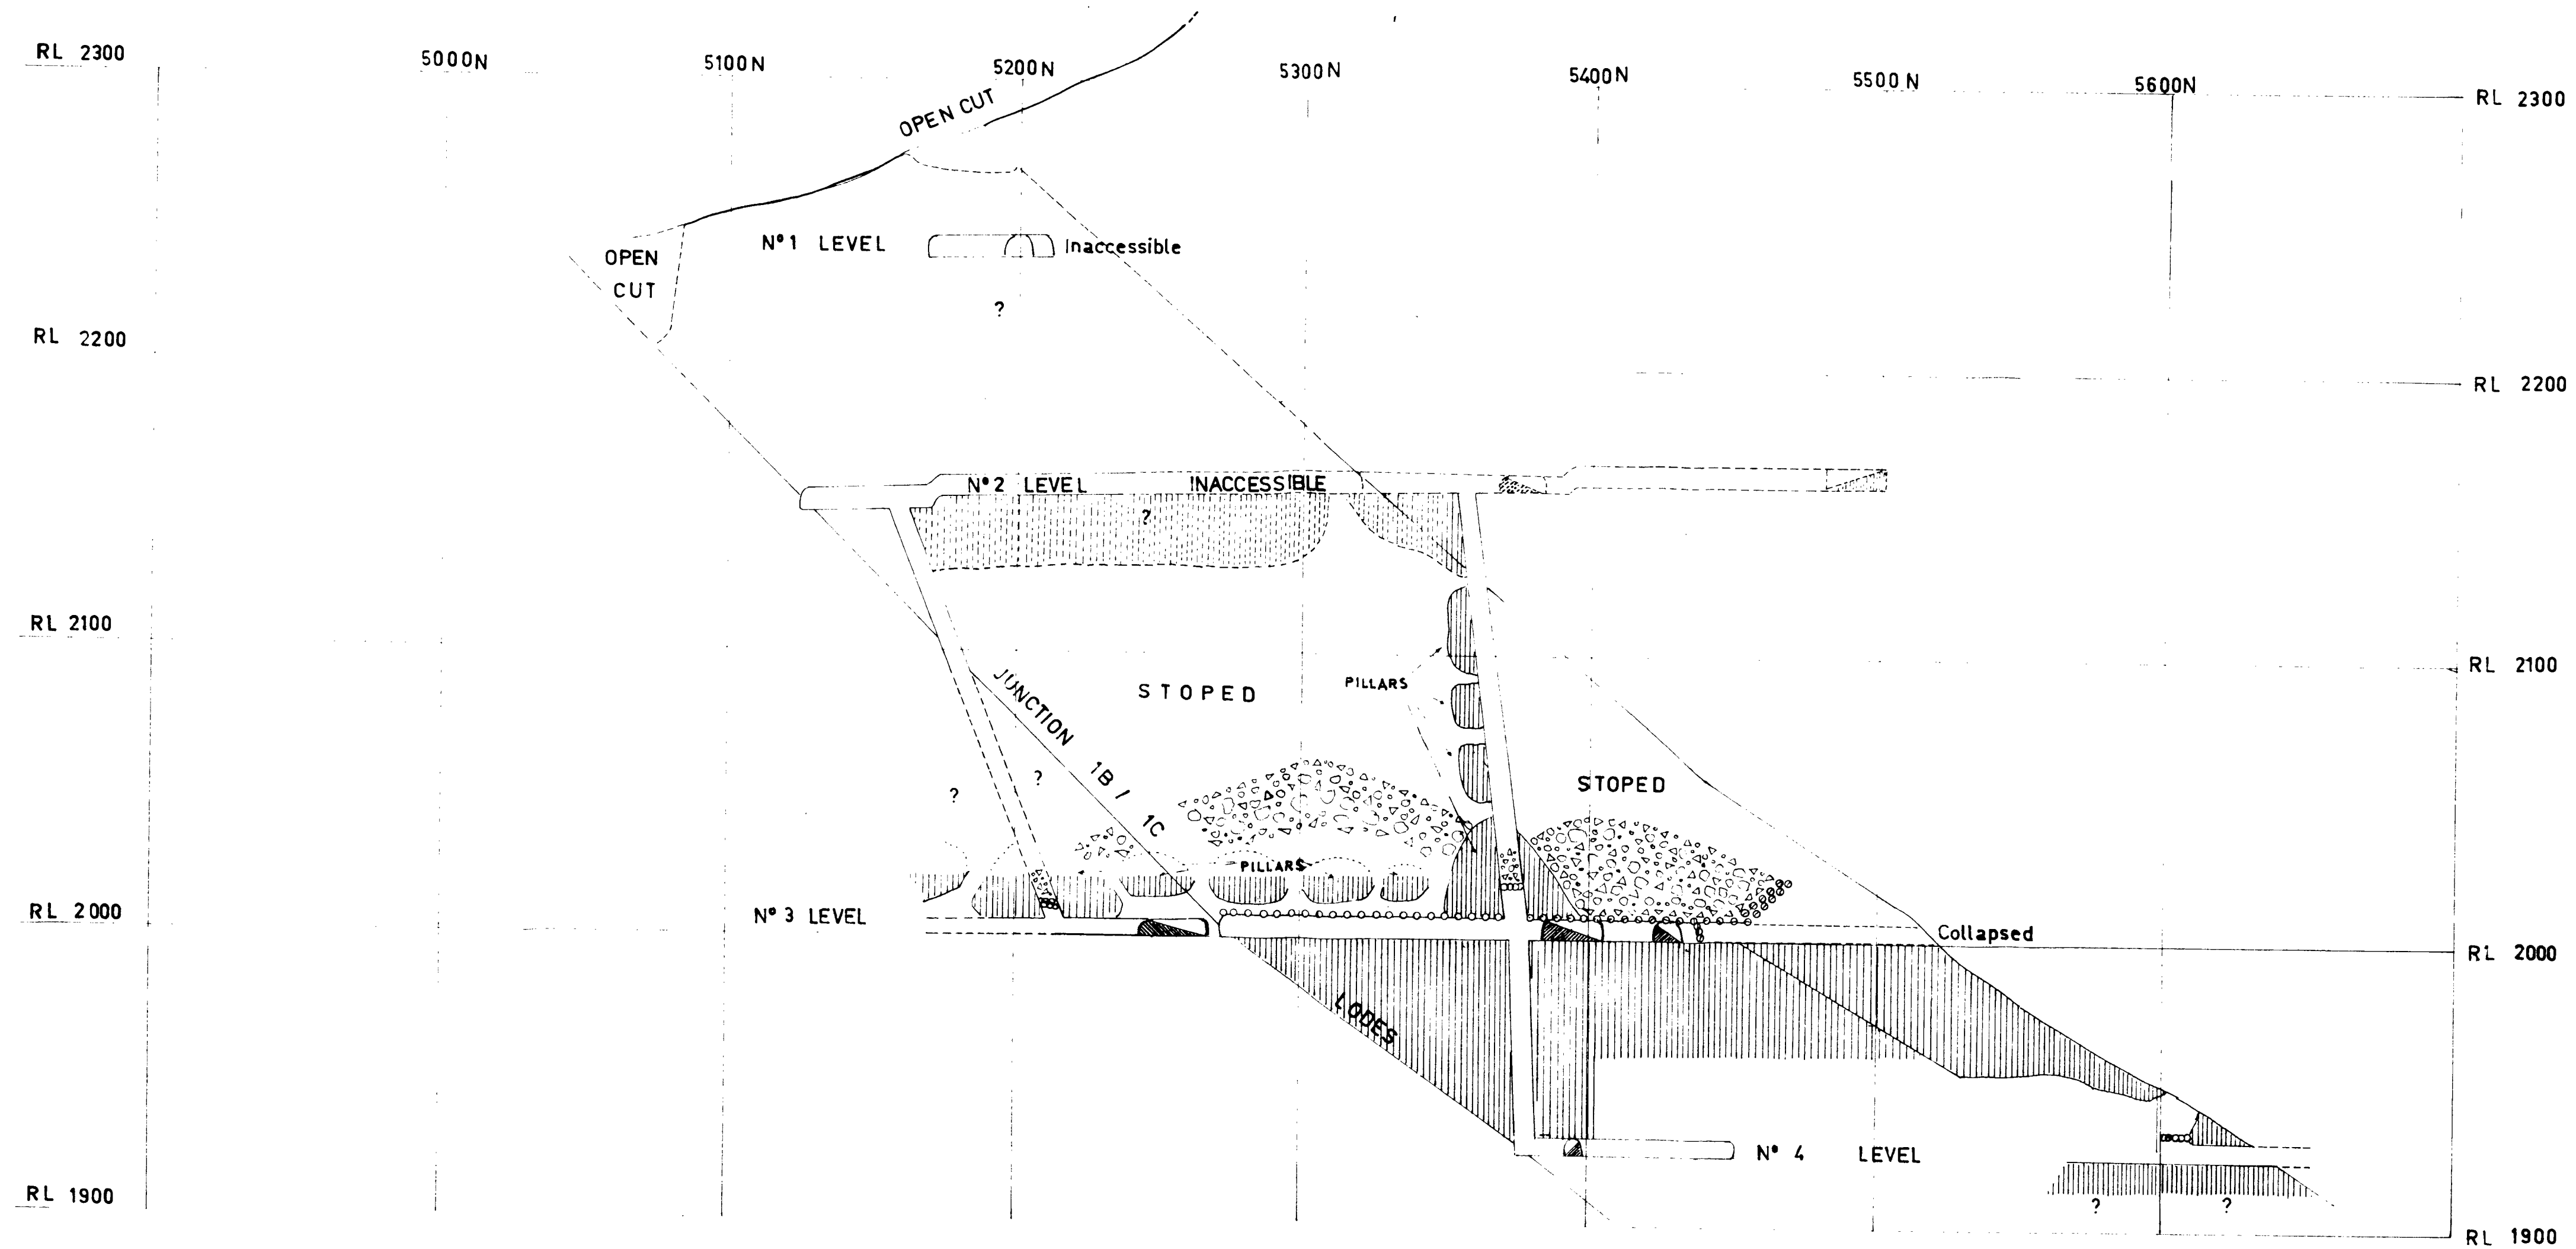 RL 2300
5000N
5100N
5200N
5300N
5400N
5500 N
5600N
RL 2300
OPEN CUT
OPEN
CUT
Nº1 LEVEL
Inaccessible
?
RL 2200
RL 2200
Nº2 LEVEL
INACCESSIBLE
?
RL 2100
RL 2100
STOPED
PILLARS
JUNCTION 1B / 1C
?
?
STOPED
PILLARS
RL 2000
Nº 3 LEVEL
Collapsed
RL 2000
LODES
Nº 4 LEVEL
RL 1900
?
?
RL 1900